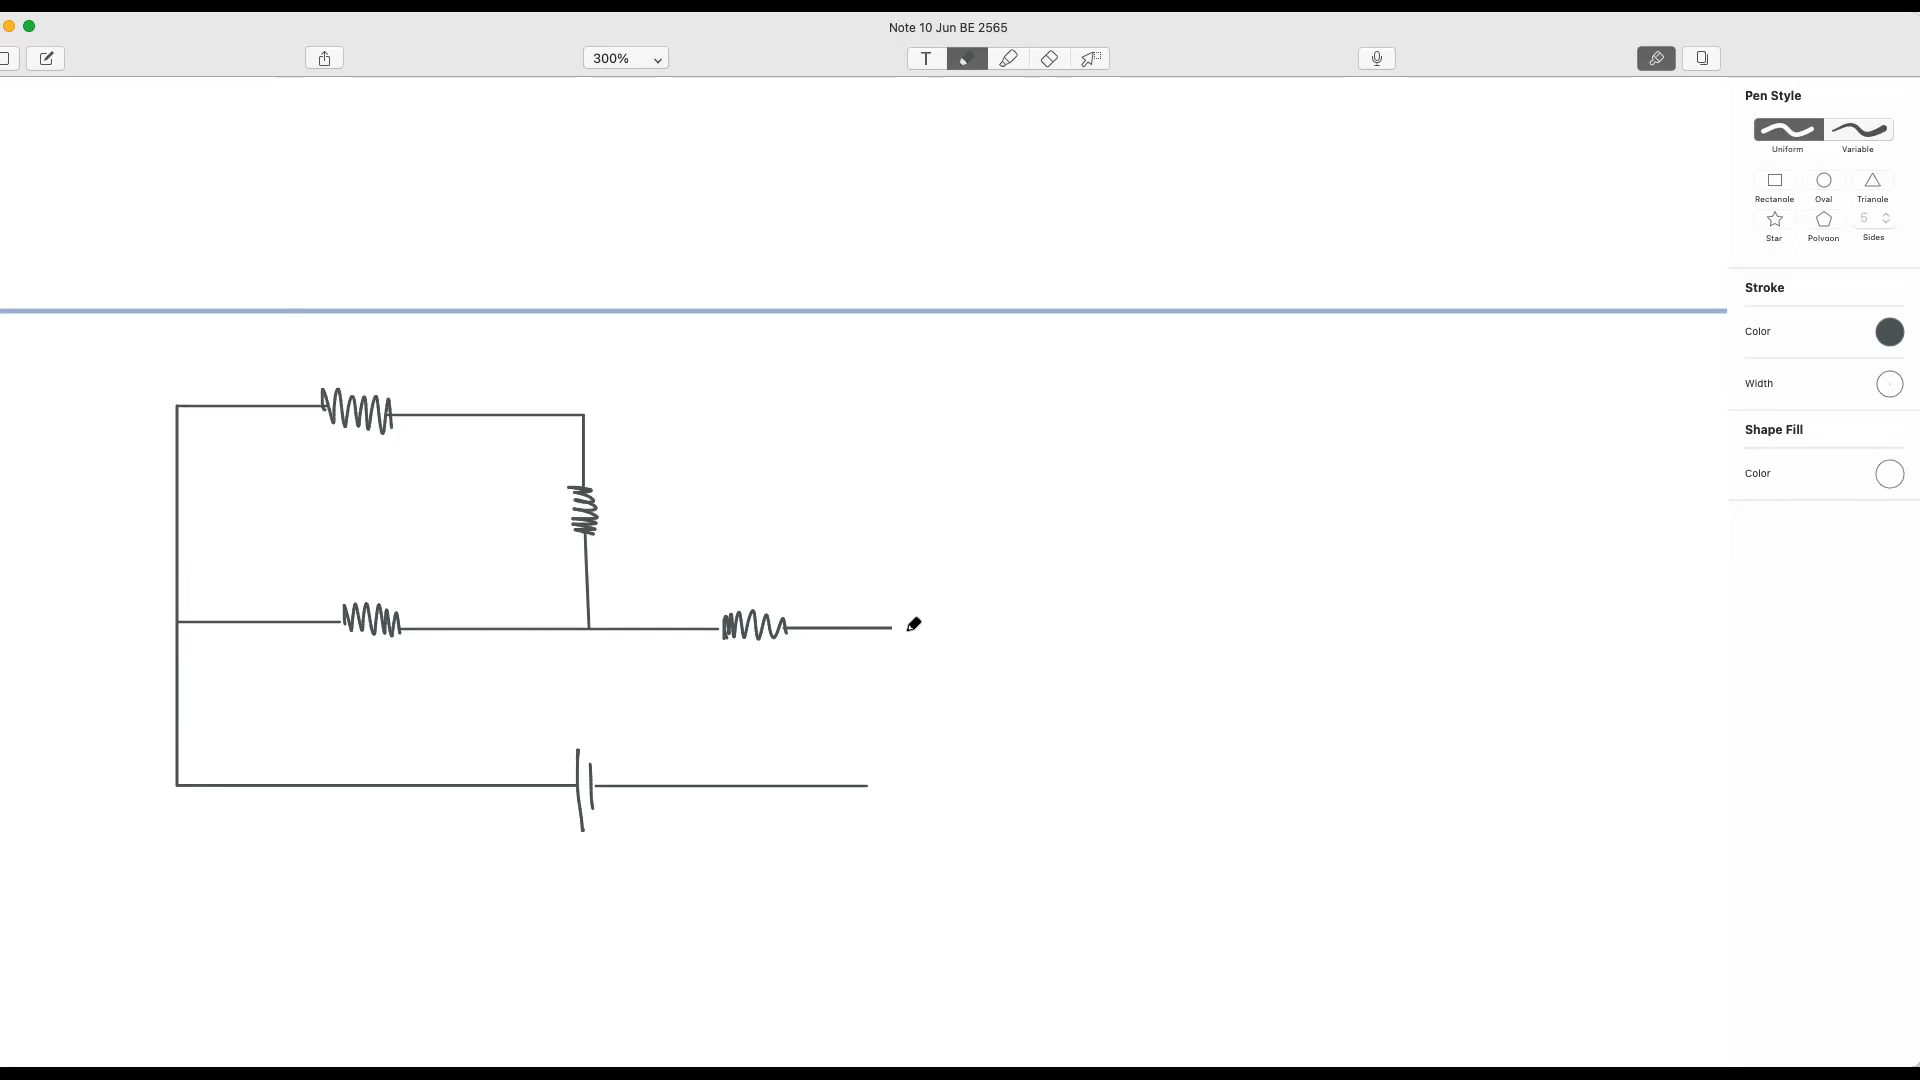 Note 10 Jun BE 2565
300%
T
Pen Style
Uniform Variable
Rectangle Oval Triangle
5
Star Polygon Sides
Stroke
Color
Width
Shape Fill
Color